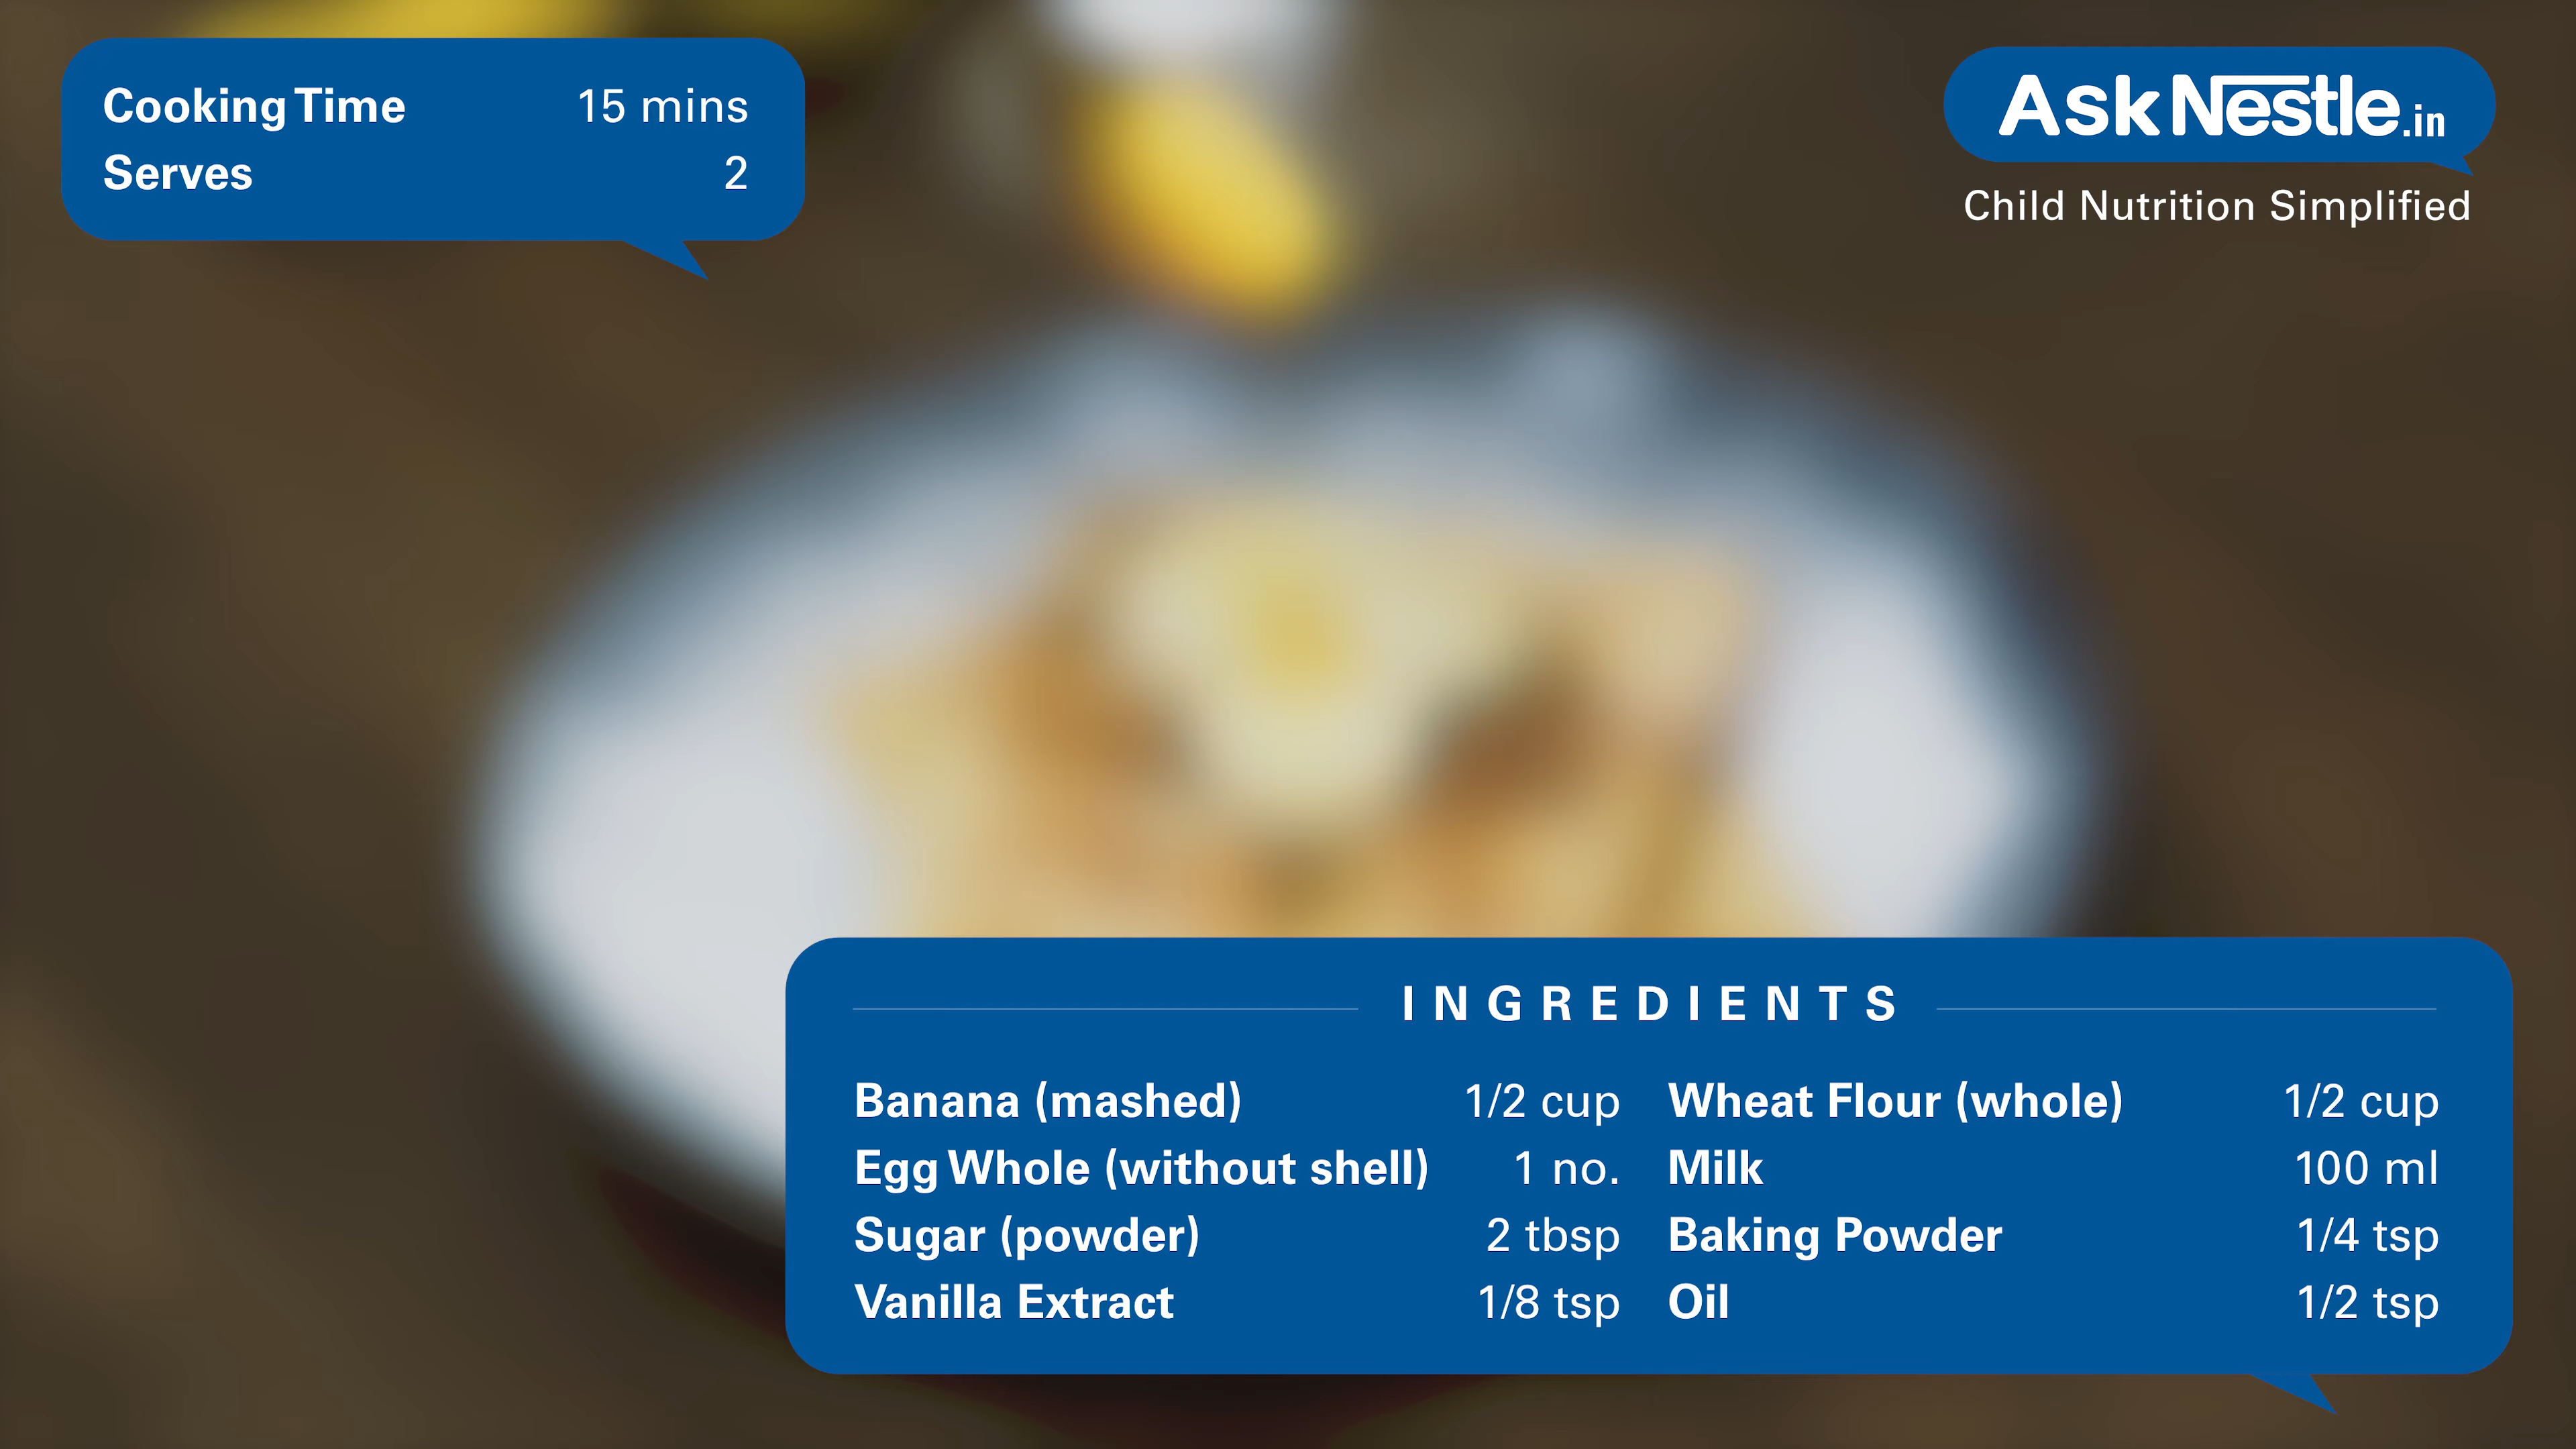 Cooking Time 15 mins
Serves 2
AskNestle.in
Child Nutrition Simplified
INGREDIENTS
Banana (mashed) 1/2 cup Wheat Flour (whole) 1/2 cup
Egg Whole (without shell) 1 no. Milk 100 ml
Sugar (powder) 2 tbsp Baking Powder 1/4 tsp
Vanilla Extract 1/8 tsp Oil 1/2 tsp